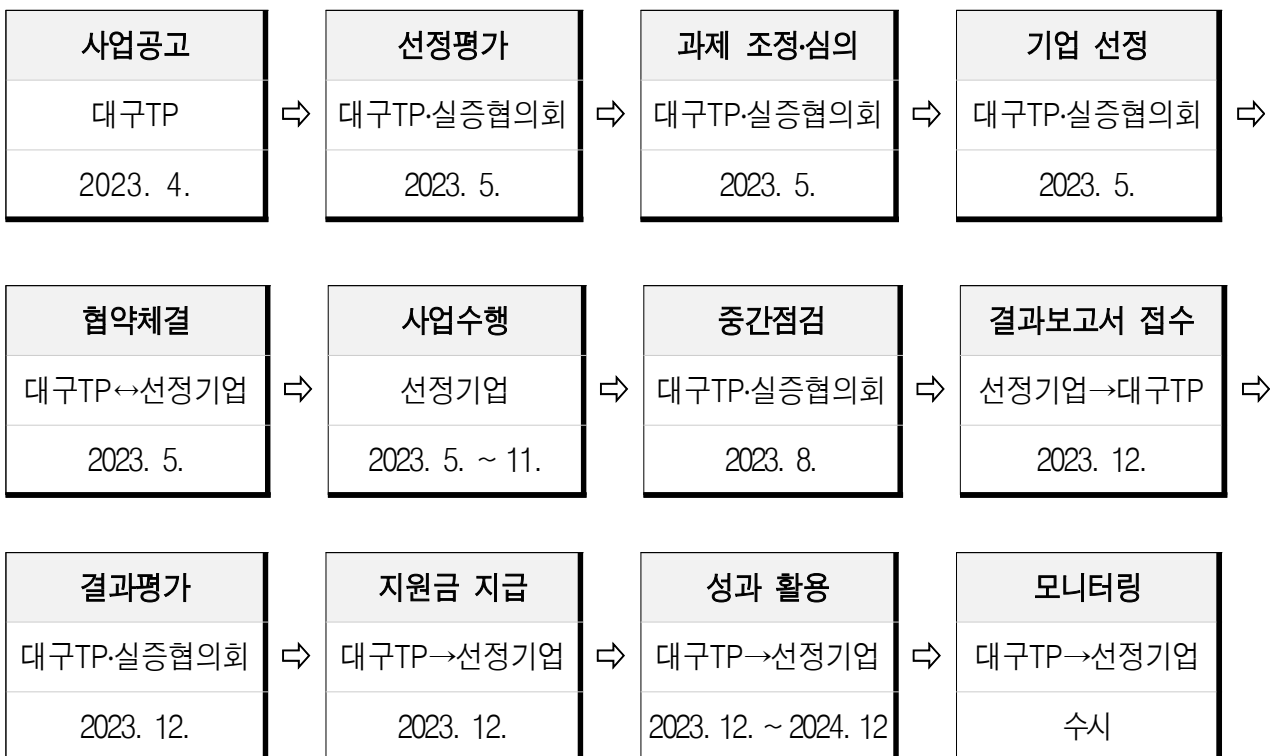 사업공고 선정평가 과제 조정·심의 기업 선정
대구TP ⇨ 대구TP·실증협의회 ⇨ 대구TP·실증협의회 ⇨ 대구TP·실증협의회 ⇨
2023. 4. 2023. 5. 2023. 5. 2023. 5.
협약체결 사업수행 중간점검 결과보고서 접수
대구TP↔선정기업 ⇨ 선정기업 ⇨ 대구TP·실증협의회 ⇨ 선정기업→대구TP ⇨
2023. 5. 2023. 5. ~ 11. 2023. 8. 2023. 12.
결과평가 지원금 지급 성과 활용 모니터링
대구TP·실증협의회 ⇨ 대구TP→선정기업 ⇨ 대구TP→선정기업 ⇨ 대구TP→선정기업
2023. 12. 2023. 12. 2023. 12. ~ 2024. 12 수시